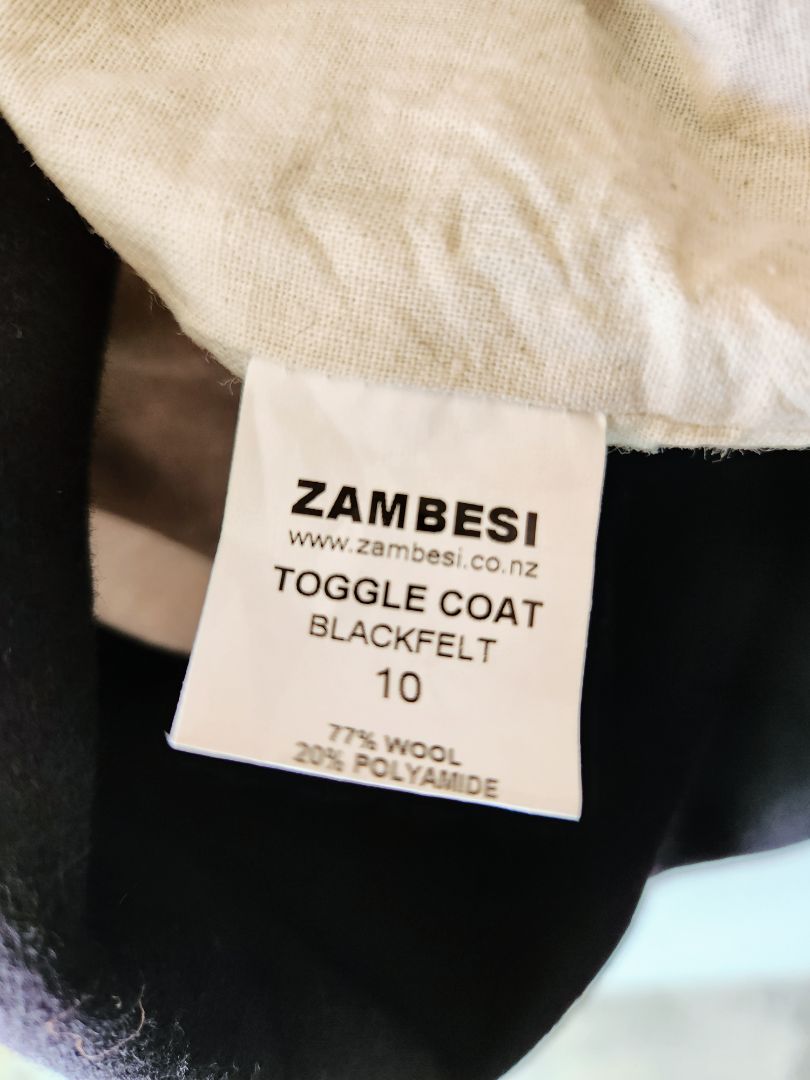 ZAMBESI
www.zambesi.co.nz
TOGGLE COAT
BLACKFELT
10
77% WOOL
20% POLYAMIDE